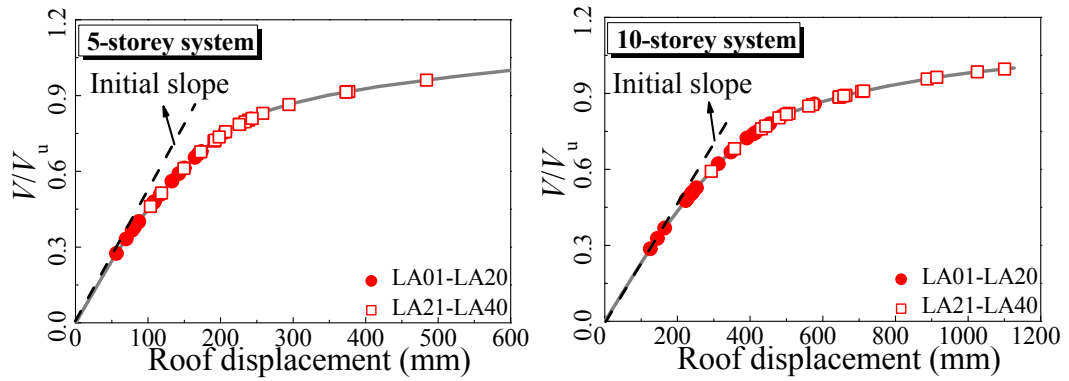 5-storey system
Initial slope
V/V u
0.0
0.3
0.6
0.9
1.2
0 100 200 300 400 500 600
Roof displacement (mm)
LA01-LA20
LA21-LA40
10-storey system
Initial slope
V/V u
0.0
0.3
0.6
0.9
1.2
0 200 400 600 800 1000 1200
Roof displacement (mm)
LA01-LA20
LA21-LA40